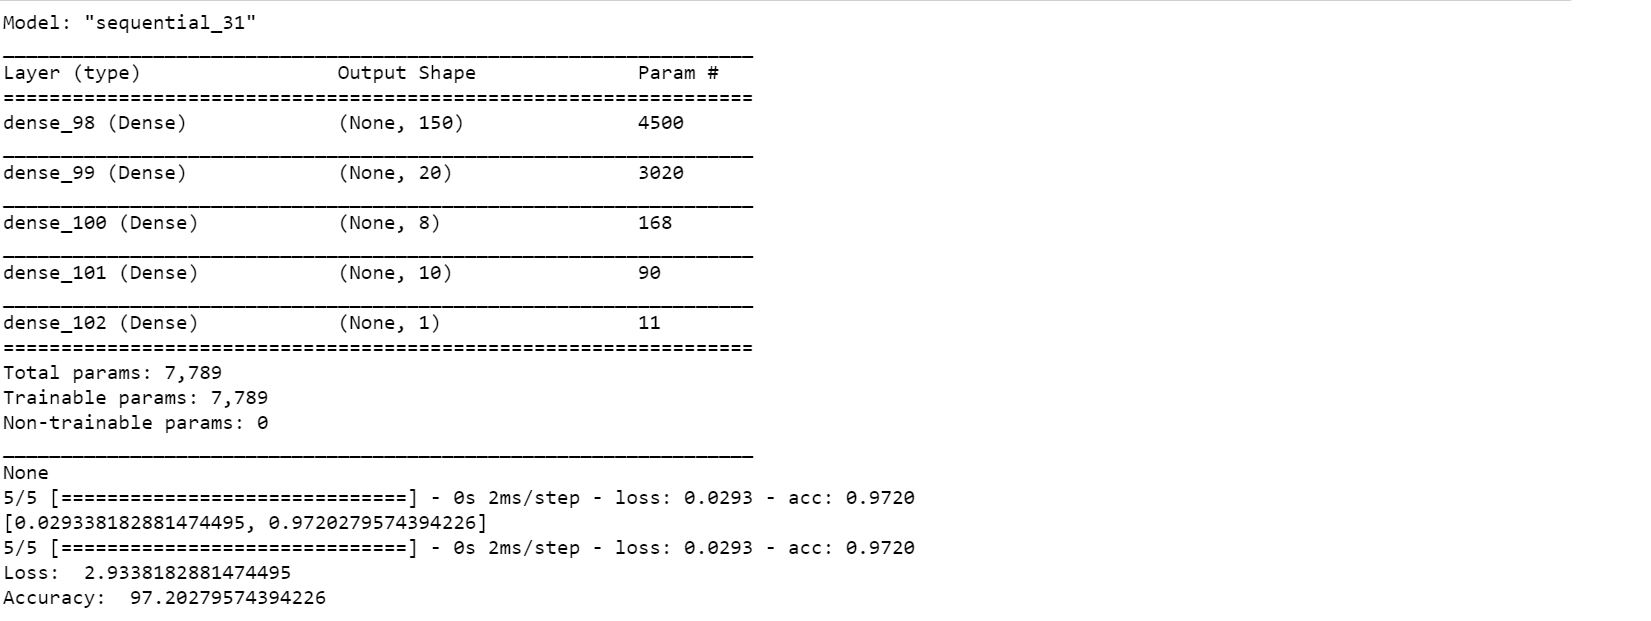 Model: "sequential_31"
_________________________________________________________________
Layer (type)                 Output Shape              Param #
=================================================================
dense_98 (Dense)             (None, 150)               4500
_________________________________________________________________
dense_99 (Dense)             (None, 20)                3020
_________________________________________________________________
dense_100 (Dense)            (None, 8)                 168
_________________________________________________________________
dense_101 (Dense)            (None, 10)                90
_________________________________________________________________
dense_102 (Dense)            (None, 1)                 11
=================================================================
Total params: 7,789
Trainable params: 7,789
Non-trainable params: 0
_________________________________________________________________
None
5/5 [==============================] - 0s 2ms/step - loss: 0.0293 - acc: 0.9720
[0.029338182881474495, 0.9720279574394226]
5/5 [==============================] - 0s 2ms/step - loss: 0.0293 - acc: 0.9720
Loss:  2.9338182881474495
Accuracy:  97.20279574394226